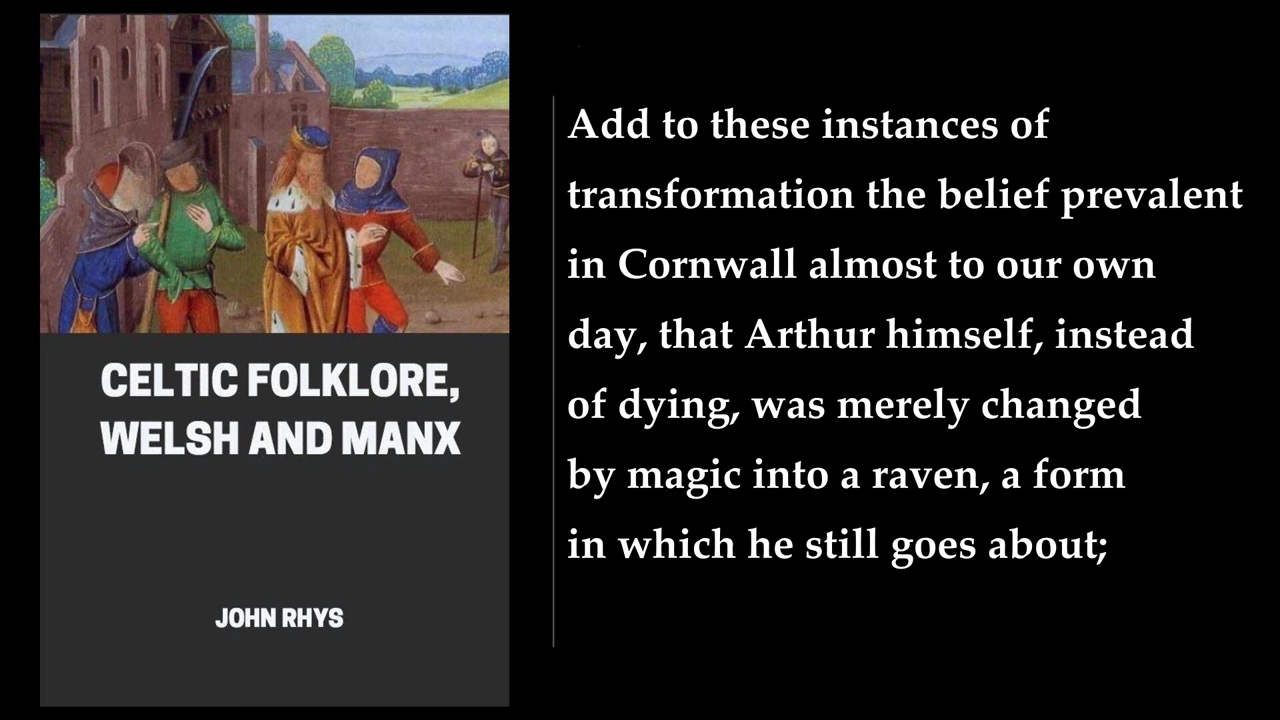 CELTIC FOLKLORE,
WELSH AND MANX
JOHN RHYS
Add to these instances of
transformation the belief prevalent
in Cornwall almost to our own
day, that Arthur himself, instead
of dying, was merely changed
by magic into a raven, a form
in which he still goes about;